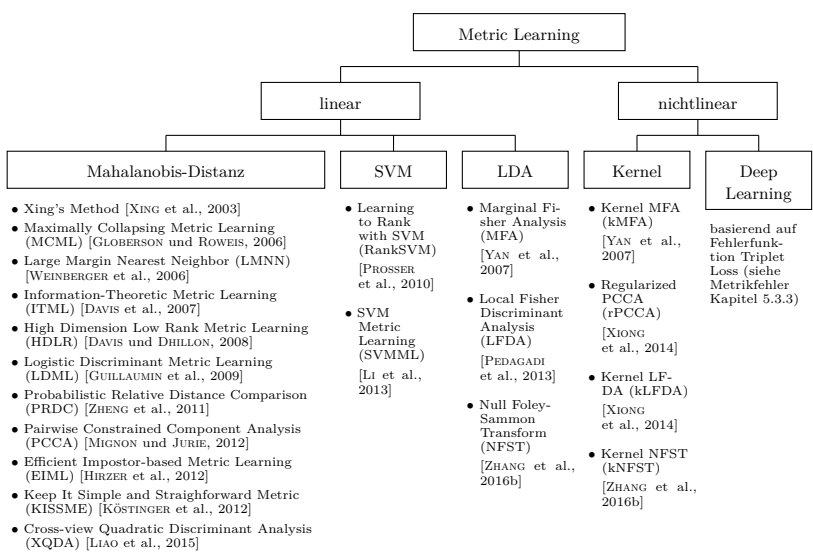 Metric Learning
linear
nichtlinear
Mahalanobis-Distanz
SVM
LDA
Kernel
Deep
Learning
• Xing's Method [XING et al., 2003]
• Maximally Collapsing Metric Learning
(MCML) [GLOBERSON und ROWEIS, 2006]
• Large Margin Nearest Neighbor (LMNN)
[WEINBERGER et al., 2006]
• Information-Theoretic Metric Learning
(ITML) [DAVIS et al., 2007]
• High Dimension Low Rank Metric Learning
(HDLR) [DAVIS und DHILLON, 2008]
• Logistic Discriminant Metric Learning
(LDML) [GUILLAUMIN et al., 2009]
• Probabilistic Relative Distance Comparison
(PRDC) [ZHENG et al., 2011]
• Pairwise Constrained Component Analysis
(PCCA) [MIGNON und JURIE, 2012]
• Efficient Impostor-based Metric Learning
(EIML) [HIRZER et al., 2012]
• Keep It Simple and Straighforward Metric
(KISSME) [KÖSTINGER et al., 2012]
• Cross-view Quadratic Discriminant Analysis
(XQDA) [LIAO et al., 2015]
• Learning
to Rank
with SVM
(RankSVM)
[PROSSER
et al., 2010]
• SVM
Metric
Learning
(SVMML)
[LI et al.,
2013]
• Marginal Fi-
sher Analysis
(MFA)
[YAN et al.,
2007]
• Local Fisher
Discriminant
Analysis
(LFDA)
[PEDAGADI
et al., 2013]
• Null Foley-
Sammon
Transform
(NFST)
[ZHANG et al.,
2016b]
• Kernel MFA
(kMFA)
[YAN et al.,
2007]
• Regularized
PCCA
(rPCCA)
[XIONG
et al., 2014]
• Kernel LF-
DA (kLFDA)
[XIONG
et al., 2014]
• Kernel NFST
(kNFST)
[ZHANG et al.,
2016b]
basierend auf
Fehlerfunk-
tion Triplet
Loss (siehe
Metrikfehler
Kapitel 5.3.3)